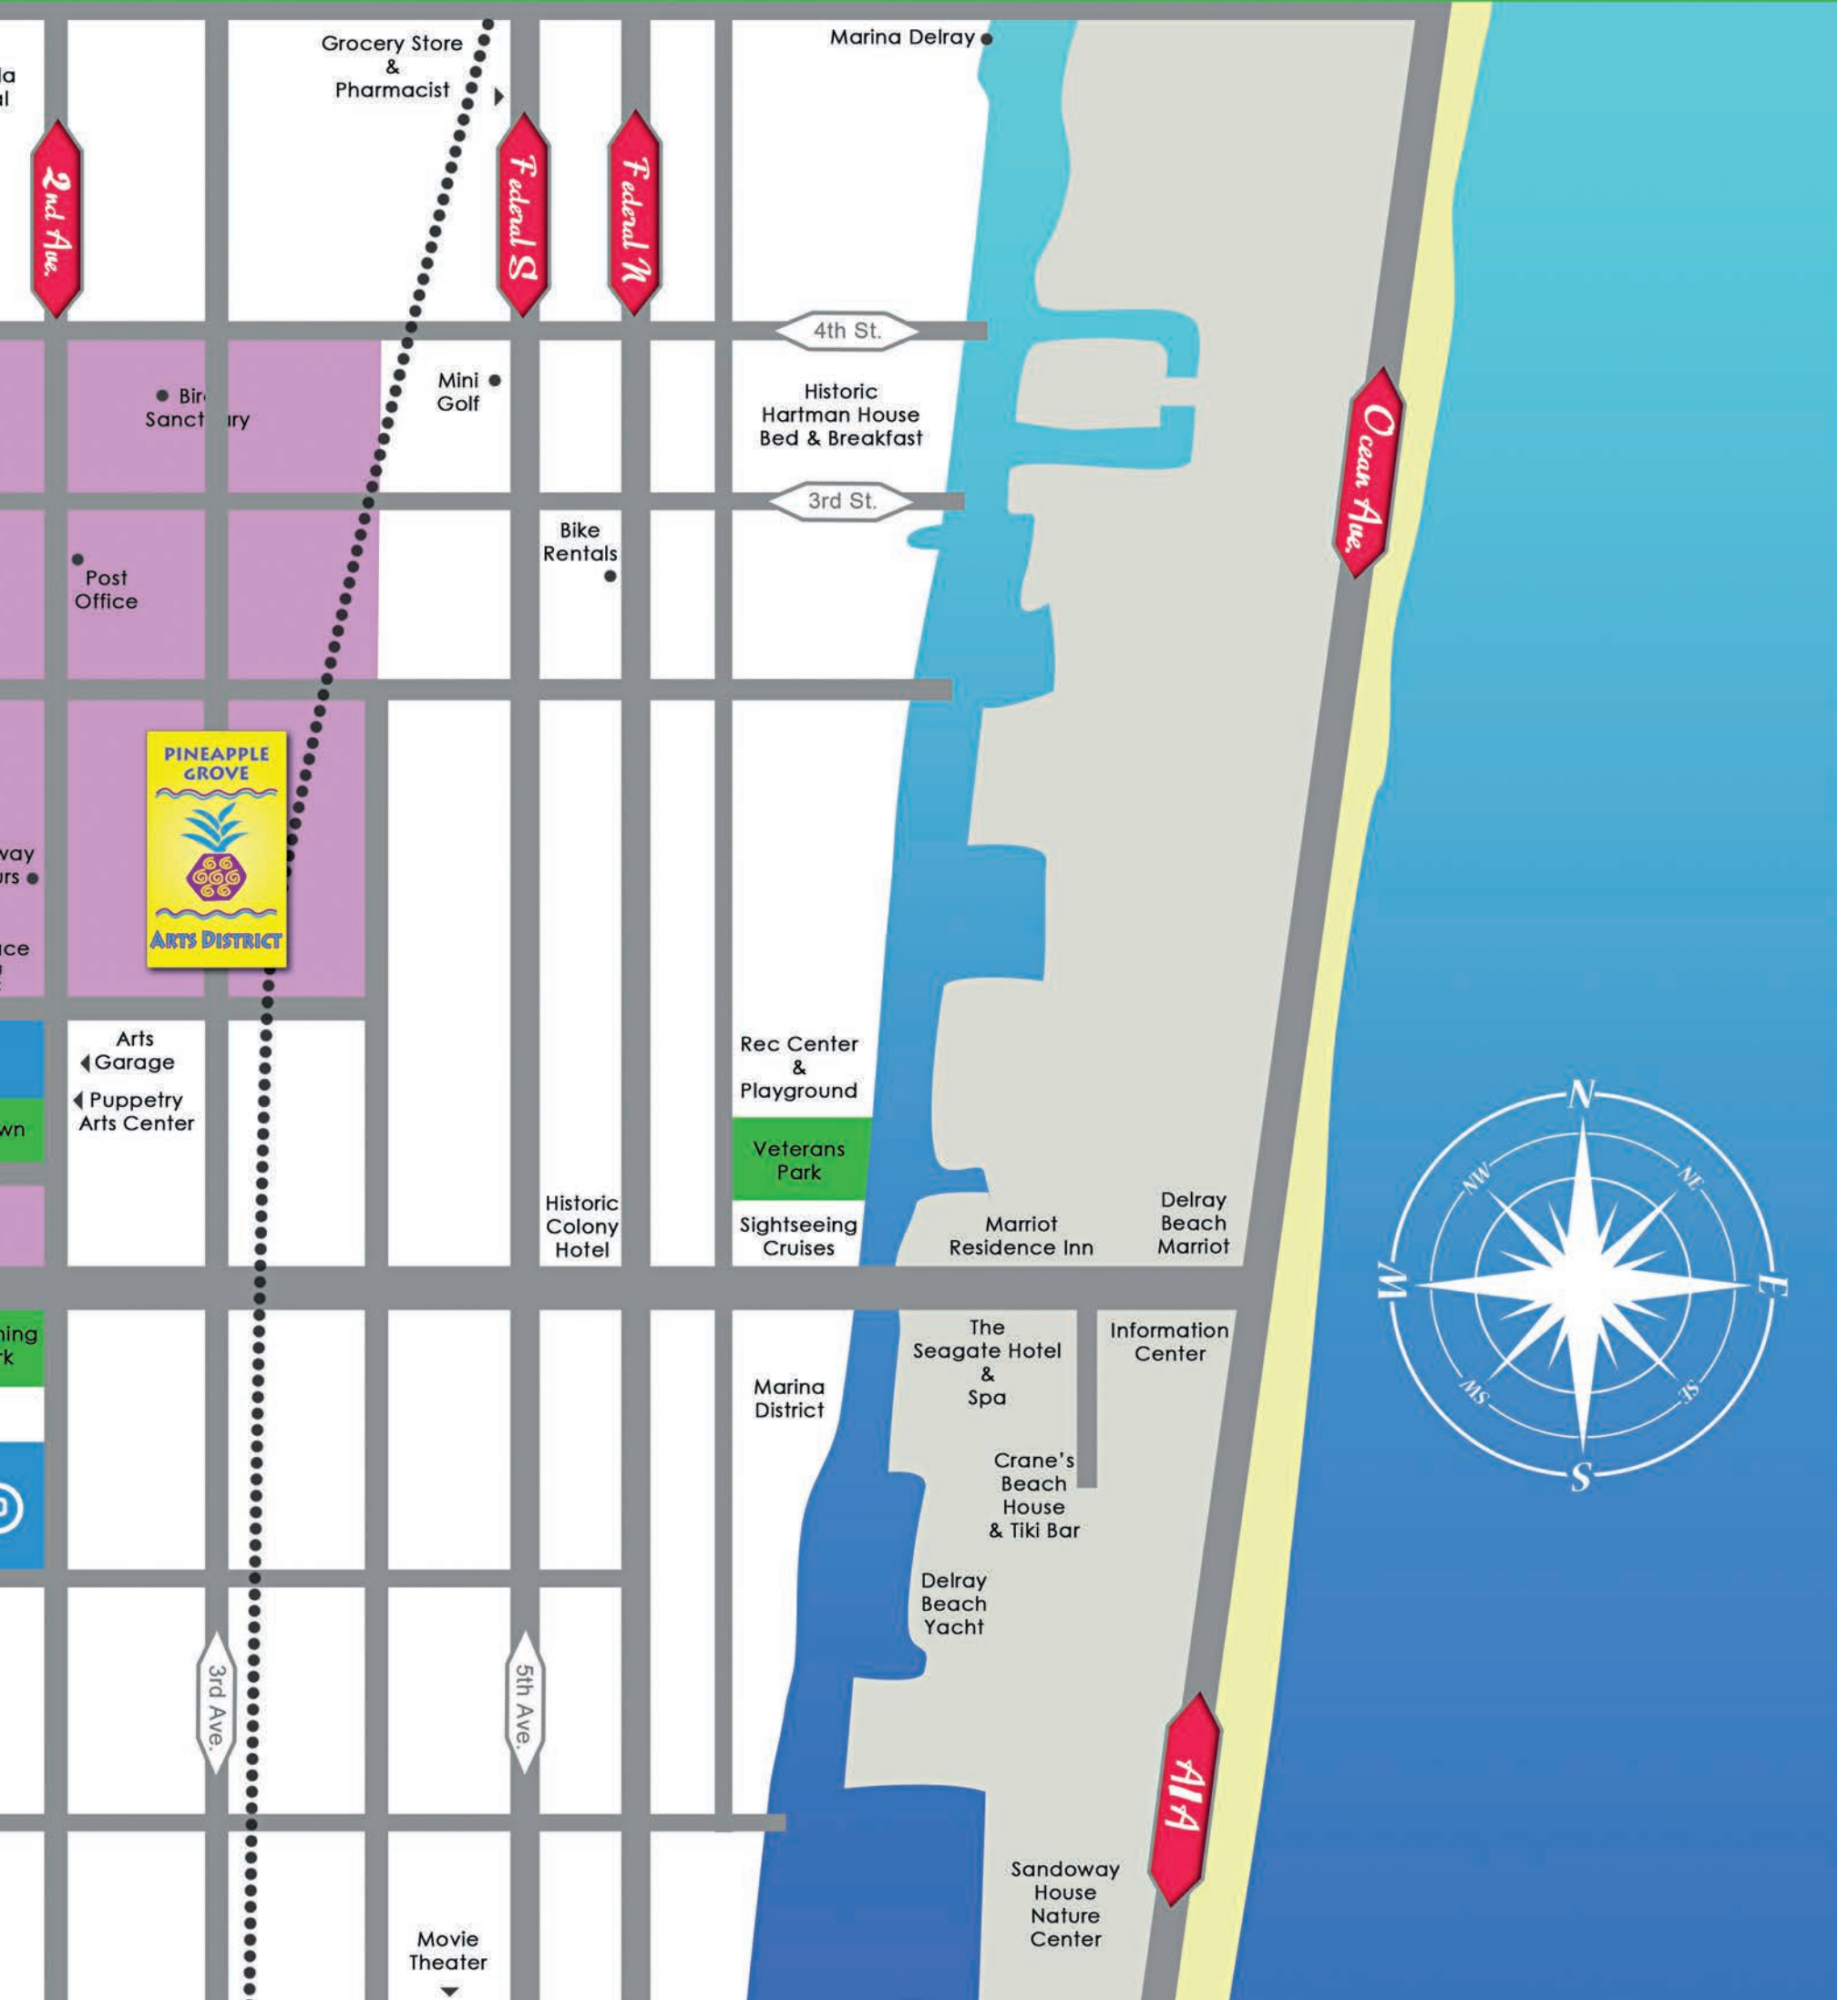 Grocery Store
&
Pharmacist
Marina Delray
2nd Ave.
Federal S
Federal N
4th St.
Ocean Ave.
Mini
Golf
Historic
Hartman House
Bed & Breakfast
3rd St.
Bike
Rentals
Post
Office
PINEAPPLE
GROVE
ARTS DISTRICT
Arts
Garage
Puppetry
Arts Center
Rec Center
&
Playground
Veterans
Park
Sightseeing
Cruises
Historic
Colony
Hotel
Marriot
Residence Inn
Delray
Beach
Marriot
N
NE
E
SE
S
SW
W
NW
The
Seagate Hotel
&
Spa
Information
Center
Marina
District
Crane's
Beach
House
& Tiki Bar
Delray
Beach
Yacht
3rd Ave.
5th Ave.
A1A
Sandoway
House
Nature
Center
Movie
Theater